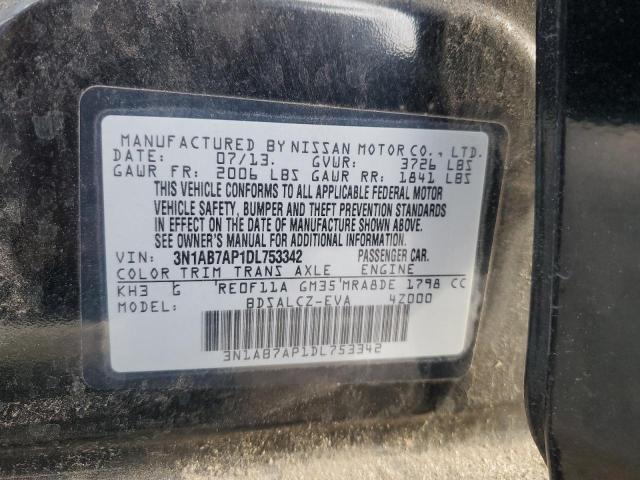 MANUFACTURED BY NISSAN MOTOR CO., LTD.
DATE: 07/13. GVWR: 3726 LBS
GAWR FR: 2006 LBS GAWR RR: 1841 LBS
THIS VEHICLE CONFORMS TO ALL APPLICABLE FEDERAL MOTOR
VEHICLE SAFETY, BUMPER AND THEFT PREVENTION STANDARDS
IN EFFECT ON THE DATE OF MANUFACTURE SHOWN ABOVE.
SEE OWNER'S MANUAL FOR ADDITIONAL INFORMATION.
VIN: 3N1AB7AP1DL753342 PASSENGER CAR.
COLOR TRIM TRANS AXLE ENGINE
KH3 G RE0F11A GM35 MRA8DE 1798 CC
MODEL: BDSALCZ-EVA 4Z000
3N1AB7AP1DL753342